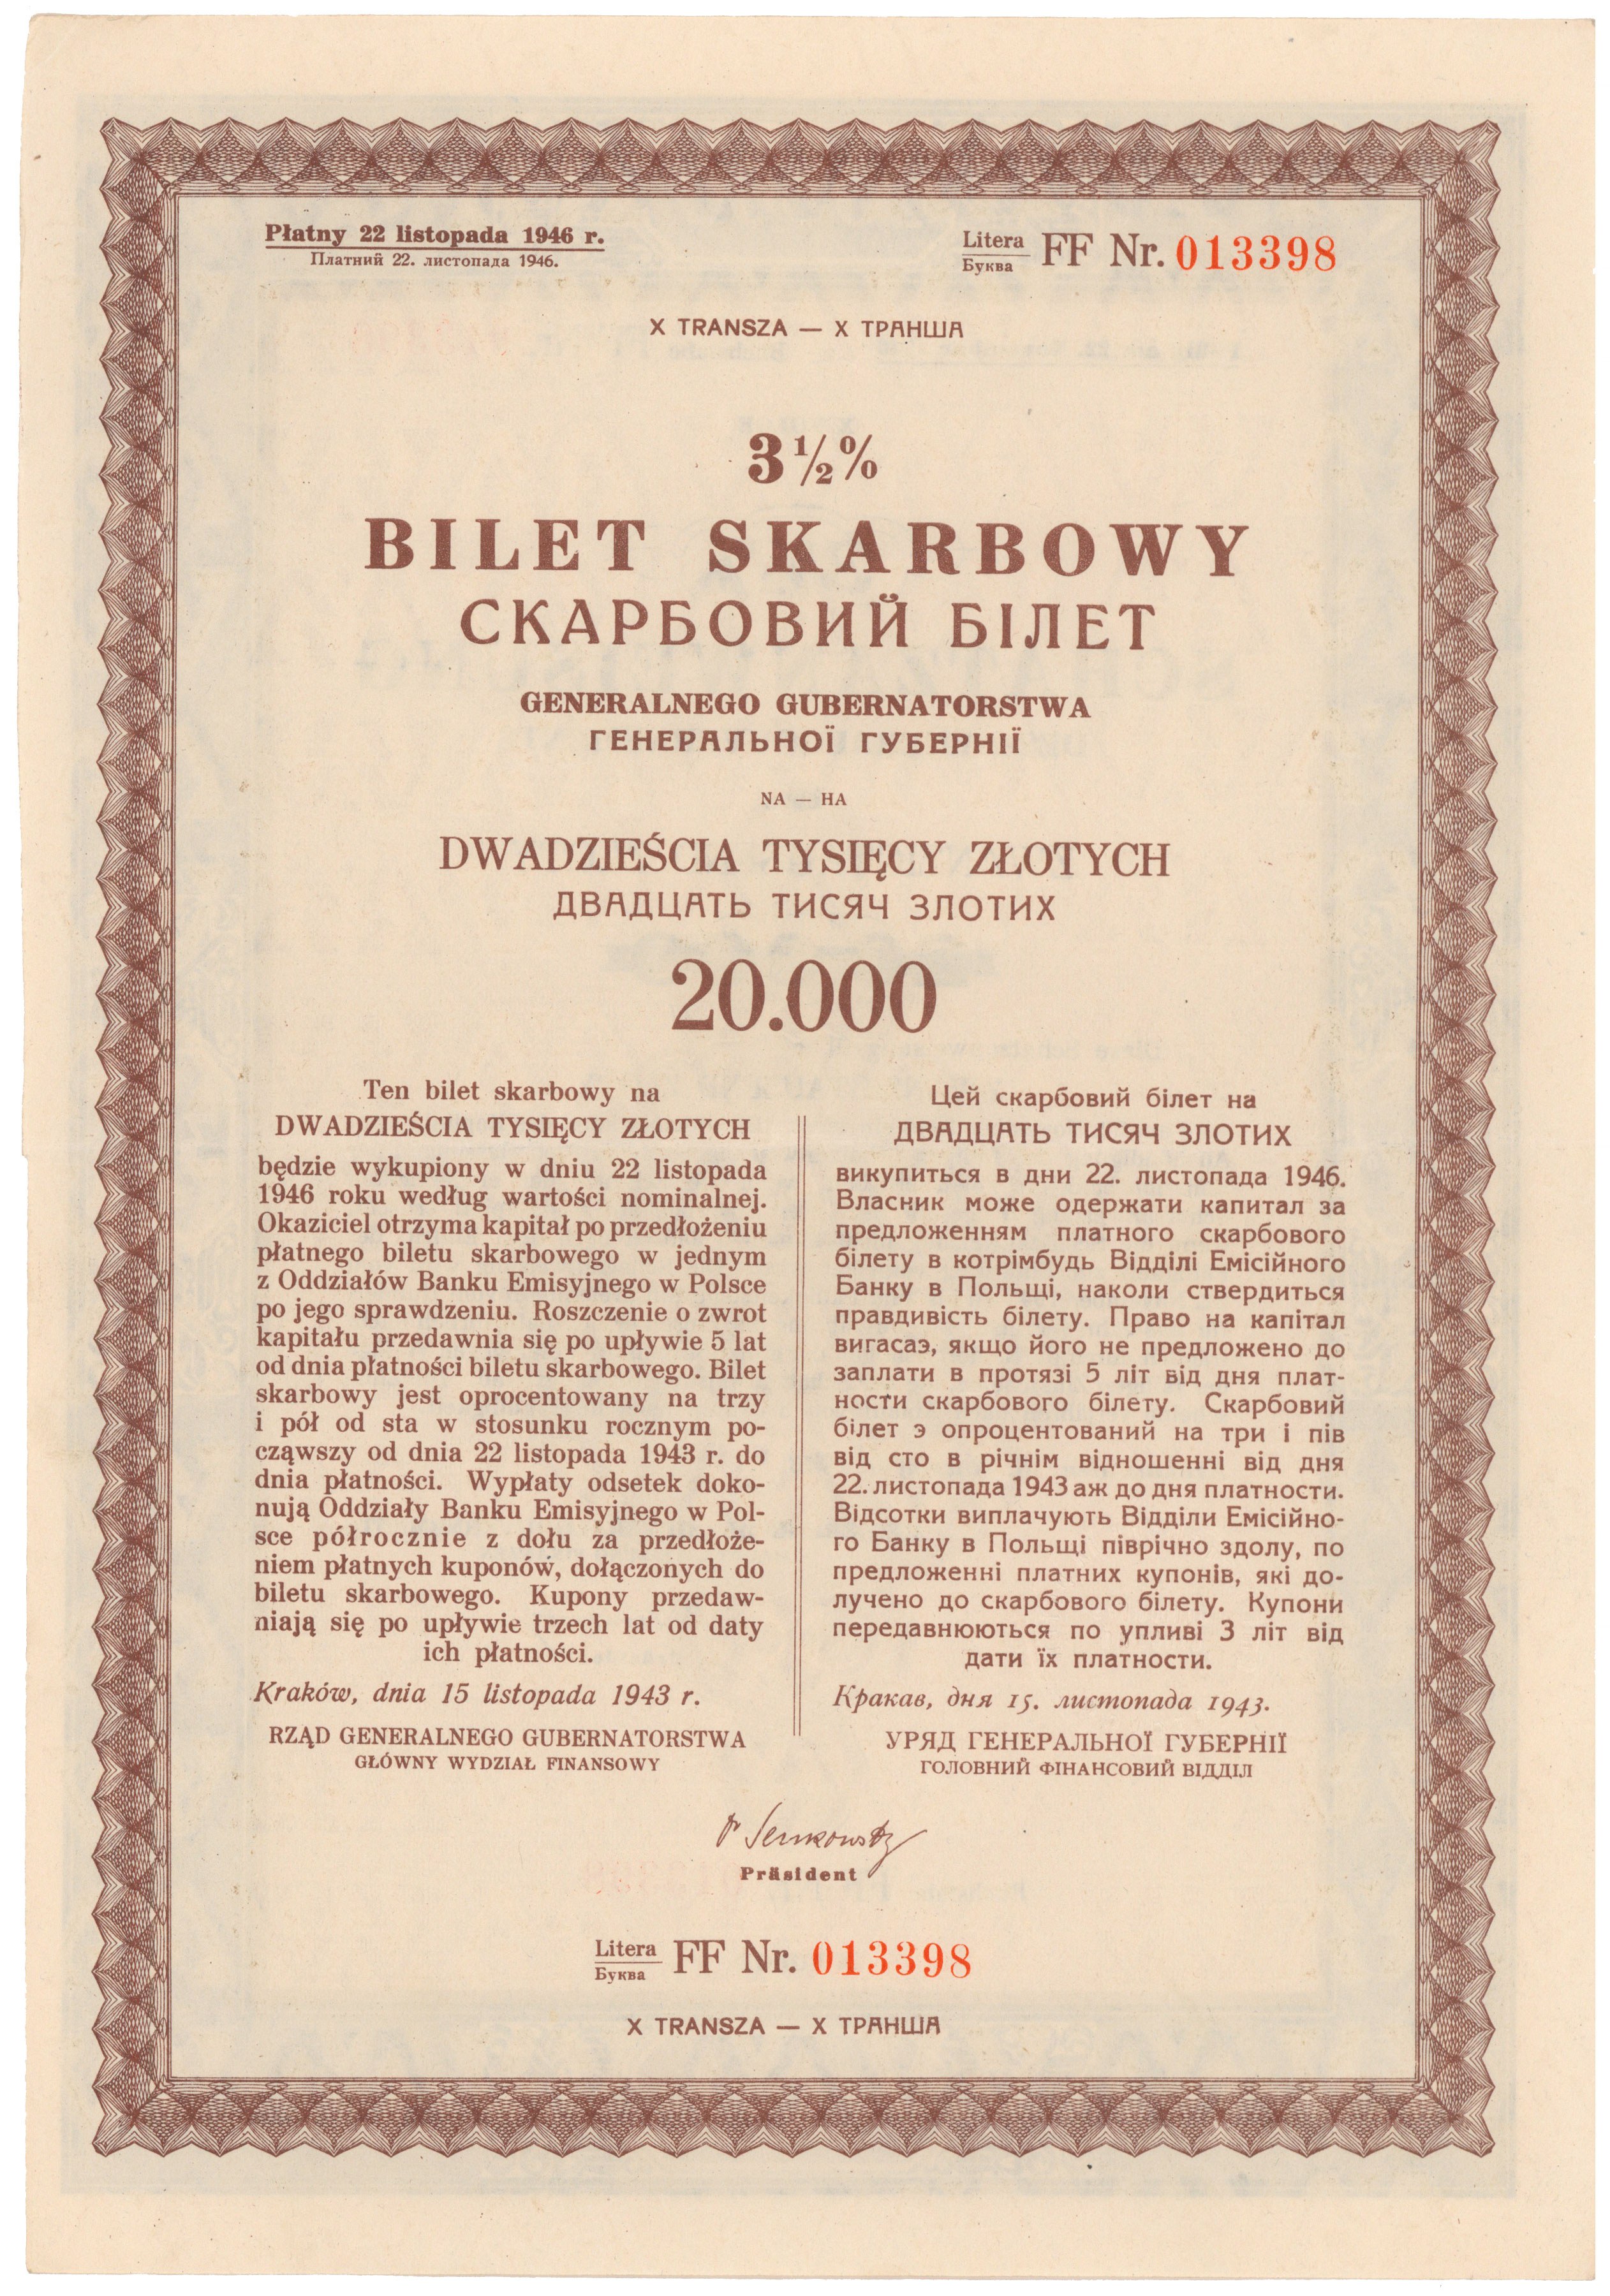 Płatny 22 listopada 1946 r.
Платний 22. листопада 1946.
Litera
Буква
FF Nr. 013398
X TRANSZA — X ТРАНША
3 1/2 %
BILET SKARBOWY
СКАРБОВИЙ БІЛЕТ
GENERALNEGO GUBERNATORSTWA
ГЕНЕРАЛЬНОЇ ГУБЕРНІЇ
NA — НА
DWADZIEŚCIA TYSIĘCY ZŁOTYCH
ДВАДЦАТЬ ТИСЯЧ ЗЛОТИХ
20.000
Ten bilet skarbowy na
DWADZIEŚCIA TYSIĘCY ZŁOTYCH
będzie wykupiony w dniu 22 listopada
1946 roku według wartości nominalnej.
Okaziciel otrzyma kapitał po przedłożeniu
płatnego biletu skarbowego w jednym
z Oddziałów Banku Emisyjnego w Polsce
po jego sprawdzeniu. Roszczenie o zwrot
kapitału przedawnia się po upływie 5 lat
od dnia płatności biletu skarbowego. Bilet
skarbowy jest oprocentowany na trzy
i pół od sta w stosunku rocznym po-
cząwszy od dnia 22 listopada 1943 r. do
dnia płatności. Wypłaty odsetek doko-
nują Oddziały Banku Emisyjnego w Pol-
sce półrocznie z dołu za przedłoże-
niem płatnych kuponów, dołączonych do
biletu skarbowego. Kupony przedaw-
niają się po upływie trzech lat od daty
ich płatności.
Kraków, dnia 15 listopada 1943 r.
RZĄD GENERALNEGO GUBERNATORSTWA
GŁÓWNY WYDZIAŁ FINANSOWY
Цей скарбовий білет на
ДВАДЦАТЬ ТИСЯЧ ЗЛОТИХ
викупиться в дни 22. листопада 1946.
Власник може одержати капитал за
предложенням платного скарбового
білету в котрімбудь Відділі Емісійного
Банку в Польщі, наколи ствердиться
правдивість білету. Право на капітал
вигасаэ, якщо його не предложено до
заплати в протязі 5 літ від дня плат-
ности скарбового білету. Скарбовий
білет э опроцентований на три і пів
від сто в річнім відношенні від дня
22. листопада 1943 аж до дня платности.
Відсотки виплачують Відділи Емісійно-
го Банку в Польщі піврічно здолу, по
предложенні платних купонів, які до-
лучено до скарбового білету. Купони
передавнюються по упливі 3 літ від
дати їх платности.
Кракав, дня 15. листопада 1943.
УРЯД ГЕНЕРАЛЬНОЇ ГУБЕРНІЇ
ГОЛОВНИЙ ФІНАНСОВИЙ ВІДДІЛ
Senkowsky
Präsident
Litera
Буква
FF Nr. 013398
X TRANSZA — X ТРАНША